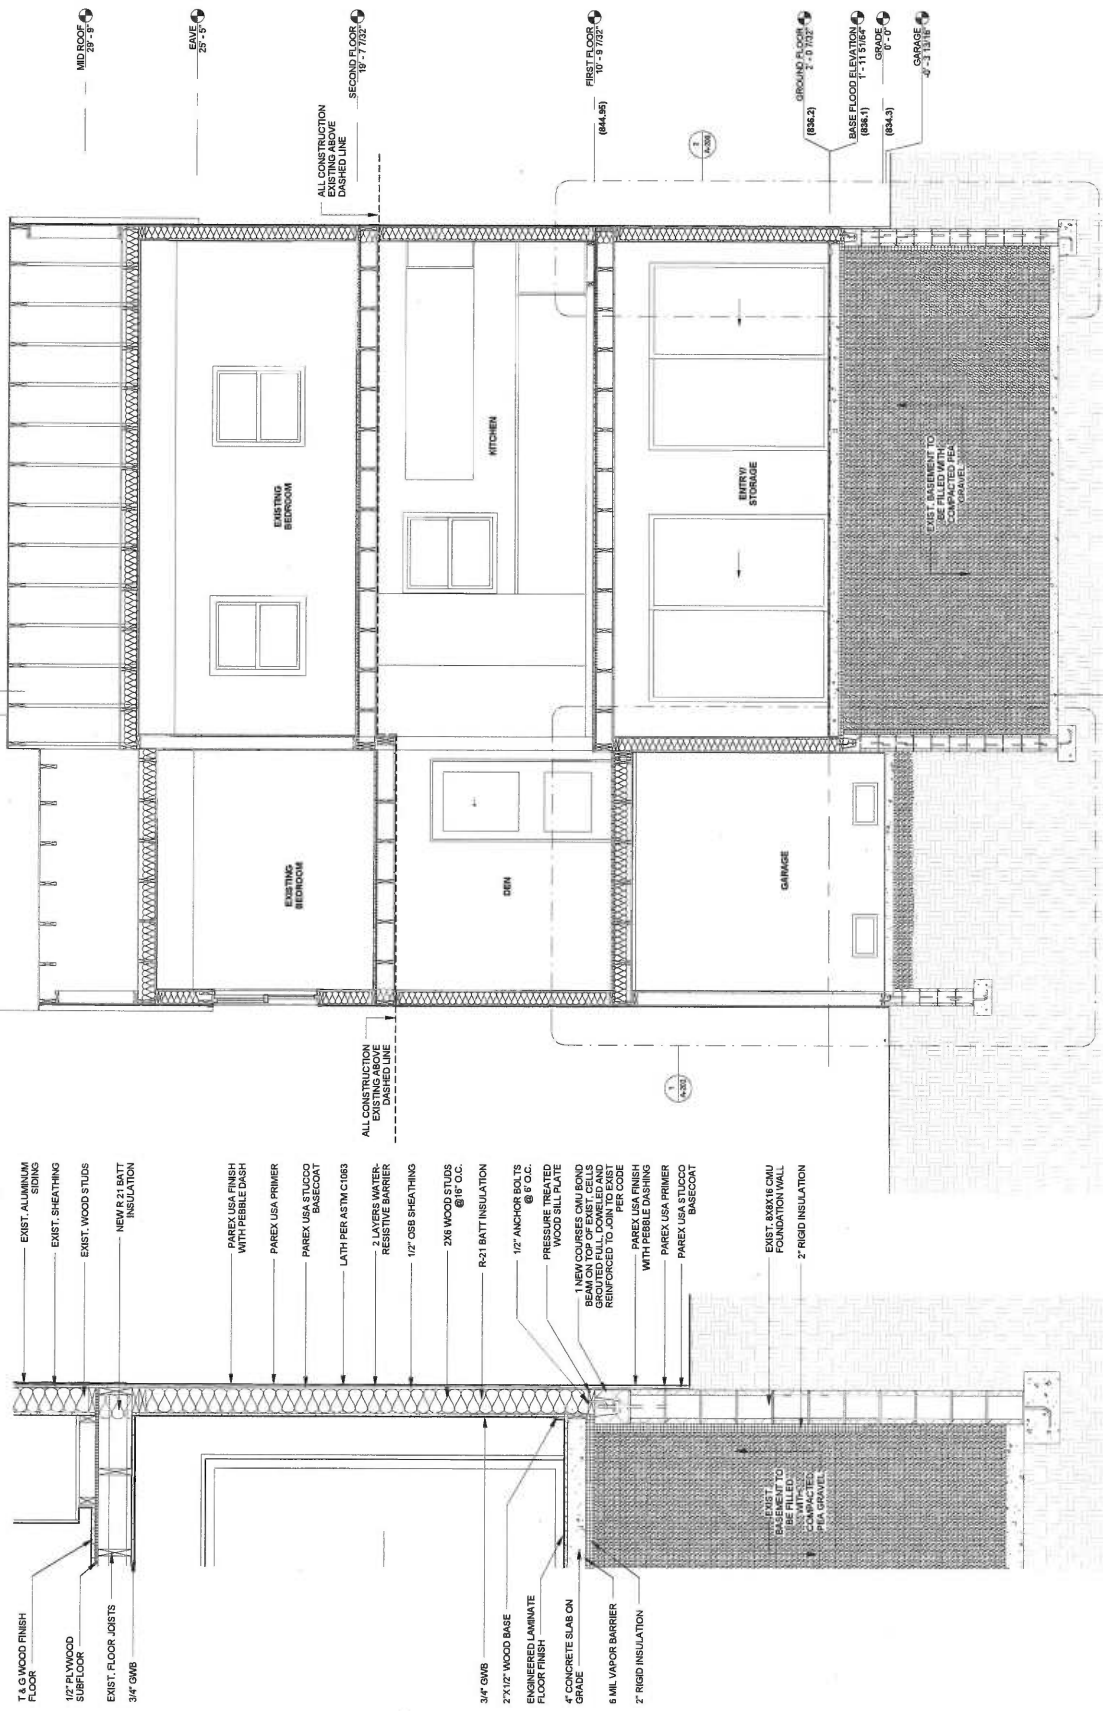 MID ROOF
29' - 9"
EAVE
25' - 5"
SECOND FLOOR
19' - 7 7/32"
ALL CONSTRUCTION
EXISTING ABOVE
DASHED LINE
FIRST FLOOR
10' - 9 7/32"
(844.95)
2
GROUND FLOOR
2' - 0 7/32"
(836.2)
BASE FLOOD ELEVATION
1' - 11 51/64"
(836.1)
GRADE
0' - 0"
(834.3)
GARAGE
-0' - 3 13/16"
EXISTING
BEDROOM
KITCHEN
ENTRY/
STORAGE
EXIST. BASEMENT TO
BE FILLED WITH
COMPACTED PEA
GRAVEL
EXISTING
BEDROOM
DEN
GARAGE
ALL CONSTRUCTION
EXISTING ABOVE
DASHED LINE
1
EXIST. ALUMINUM
SIDING
EXIST. SHEATHING
EXIST. WOOD STUDS
NEW R 21 BATT
INSULATION
PAREX USA FINISH
WITH PEBBLE DASH
PAREX USA PRIMER
PAREX USA STUCCO
BASECOAT
LATH PER ASTM C1063
2 LAYERS WATER-
RESISTIVE BARRIER
1/2" OSB SHEATHING
2X6 WOOD STUDS
@16" O.C.
R-21 BATT INSULATION
1/2" ANCHOR BOLTS
@ 6' O.C.
PRESSURE TREATED
WOOD SILL PLATE
1 NEW COURSES CMU BOND
BEAM ON TOP OF EXIST. CELLS
GROUTED FULL, DOWELED AND
REINFORCED TO JOIN TO EXIST
PER CODE
PAREX USA FINISH
WITH PEBBLE DASHING
PAREX USA PRIMER
PAREX USA STUCCO
BASECOAT
EXIST. 8X8X16 CMU
FOUNDATION WALL
2" RIGID INSULATION
EXIST.
BASEMENT TO
BE FILLED
WITH
COMPACTED
PEA GRAVEL
T & G WOOD FINISH
FLOOR
1/2" PLYWOOD
SUBFLOOR
EXIST. FLOOR JOISTS
3/4" GWB
3/4" GWB
2"X1/2" WOOD BASE
ENGINEERED LAMINATE
FLOOR FINISH
4" CONCRETE SLAB ON
GRADE
6 MIL VAPOR BARRIER
2" RIGID INSULATION